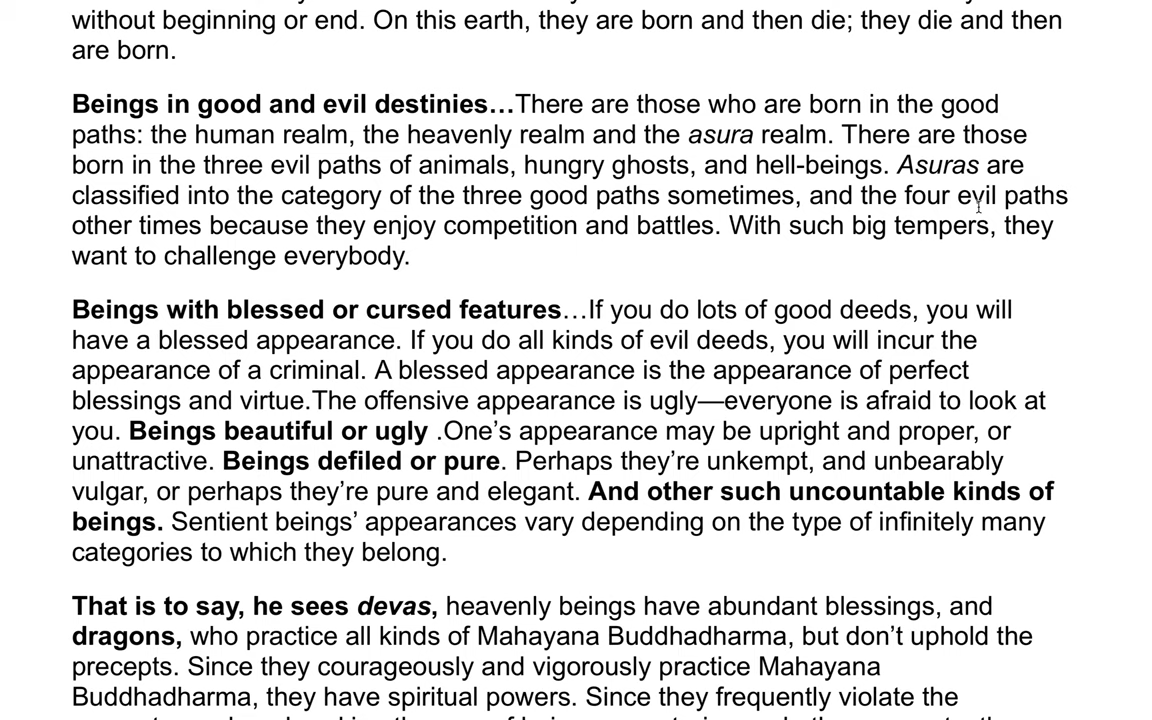 without beginning or end. On this earth, they are born and then die; they die and then
are born.
Beings in good and evil destinies…There are those who are born in the good
paths: the human realm, the heavenly realm and the asura realm. There are those
born in the three evil paths of animals, hungry ghosts, and hell-beings. Asuras are
classified into the category of the three good paths sometimes, and the four evil paths
other times because they enjoy competition and battles. With such big tempers, they
want to challenge everybody.
Beings with blessed or cursed features…If you do lots of good deeds, you will
have a blessed appearance. If you do all kinds of evil deeds, you will incur the
appearance of a criminal. A blessed appearance is the appearance of perfect
blessings and virtue.The offensive appearance is ugly—everyone is afraid to look at
you. Beings beautiful or ugly .One’s appearance may be upright and proper, or
unattractive. Beings defiled or pure. Perhaps they’re unkempt, and unbearably
vulgar, or perhaps they’re pure and elegant. And other such uncountable kinds of
beings. Sentient beings’ appearances vary depending on the type of infinitely many
categories to which they belong.
That is to say, he sees devas, heavenly beings have abundant blessings, and
dragons, who practice all kinds of Mahayana Buddhadharma, but don’t uphold the
precepts. Since they courageously and vigorously practice Mahayana
Buddhadharma, they have spiritual powers. Since they frequently violate the